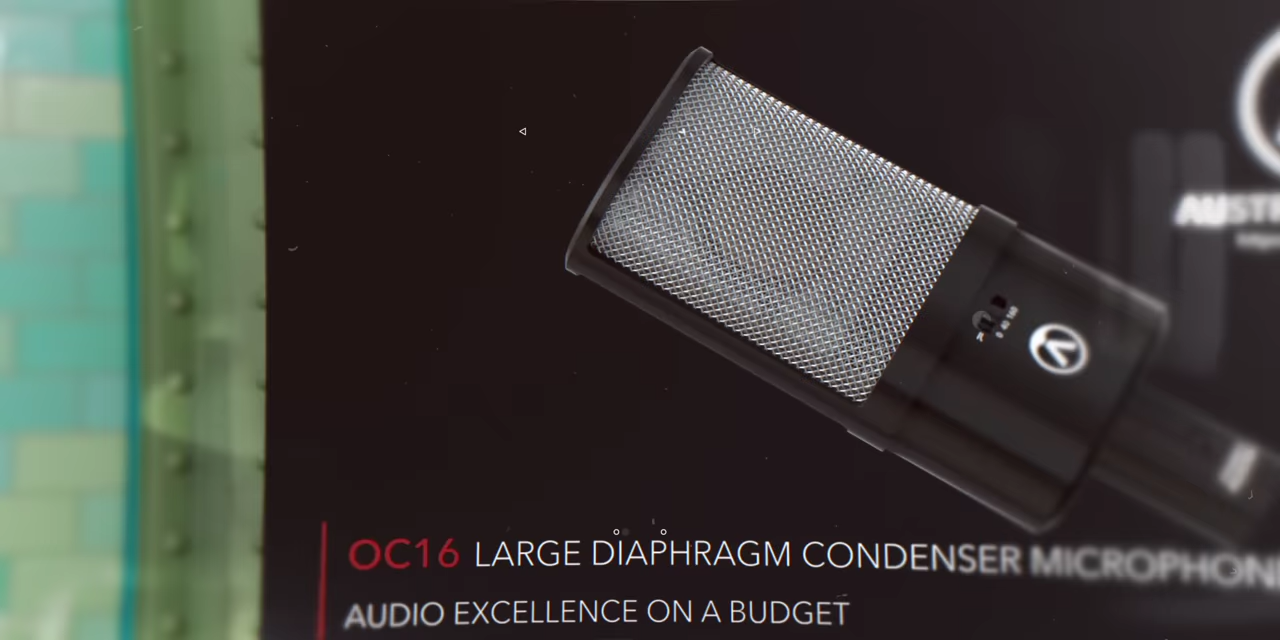 OC16 LARGE DIAPHRAGM CONDENSER MICROPHONE
AUDIO EXCELLENCE ON A BUDGET